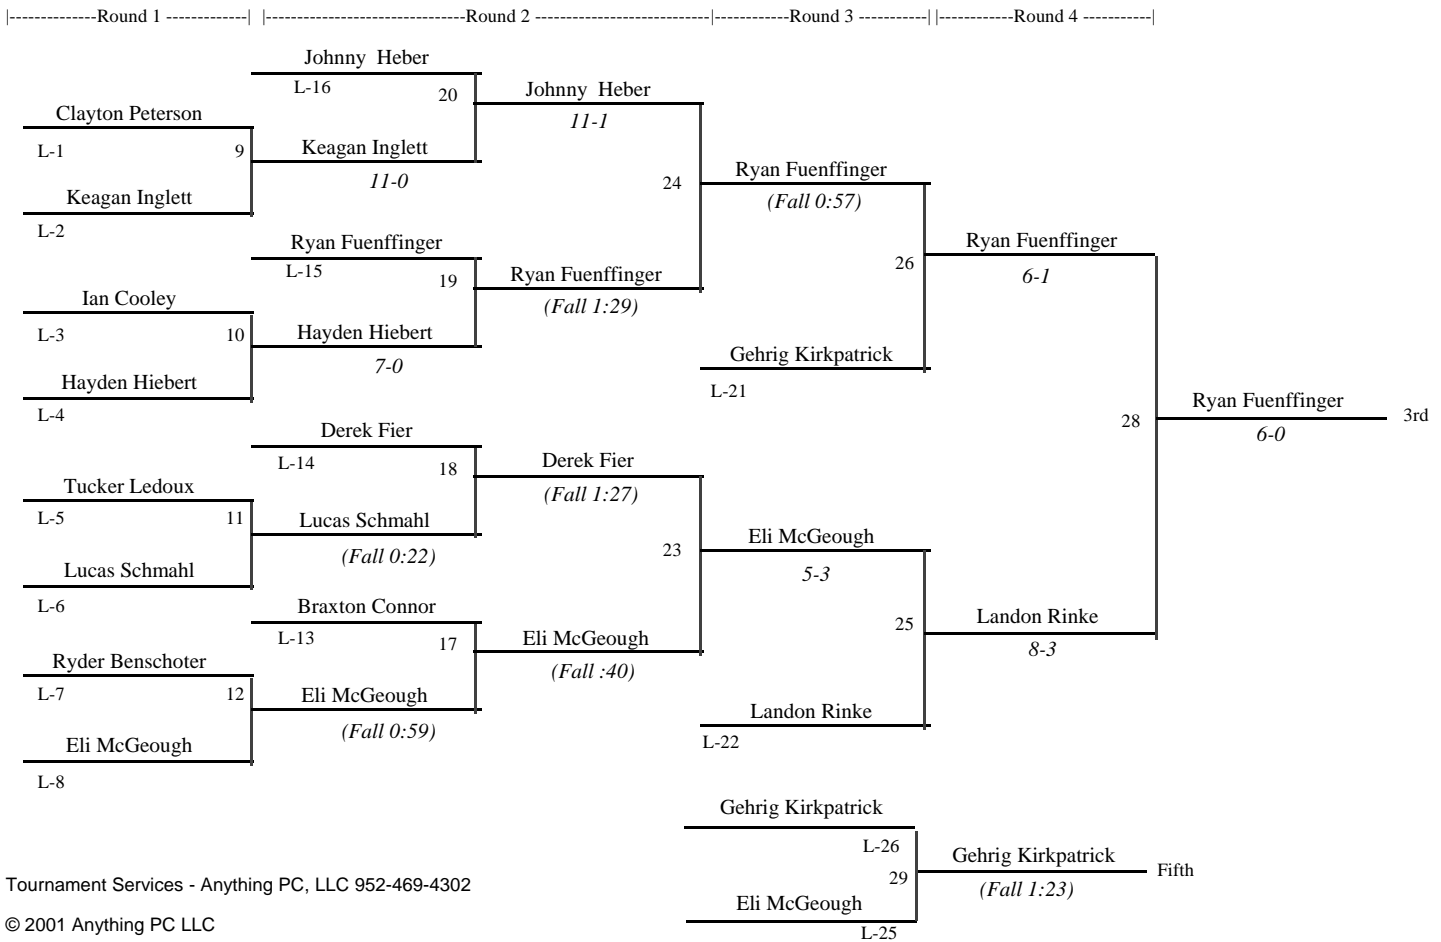 |--------------Round 1 -------------| |-----------------------------------Round 2 ------------------------------|-------------Round 3 ------------| |-------------Round 4 ------------|
Johnny  Heber
L-16
20
Johnny  Heber
11-1
Clayton Peterson
L-1
9
Keagan Inglett
11-0
Keagan Inglett
L-2
24
Ryan Fuenffinger
(Fall 0:57)
Ryan Fuenffinger
L-15
19
Ryan Fuenffinger
(Fall 1:29)
26
Ryan Fuenffinger
6-1
Ian Cooley
L-3
10
Hayden Hiebert
7-0
Hayden Hiebert
L-4
Gehrig Kirkpatrick
L-21
28
Ryan Fuenffinger
6-0
3rd
Derek Fier
L-14
18
Derek Fier
(Fall 1:27)
Tucker Ledoux
L-5
11
Lucas Schmahl
(Fall 0:22)
Lucas Schmahl
L-6
23
Eli McGeough
5-3
Braxton Connor
L-13
17
Eli McGeough
(Fall :40)
25
Landon Rinke
8-3
Ryder Benschoter
L-7
12
Eli McGeough
(Fall 0:59)
Eli McGeough
L-8
Landon Rinke
L-22
Gehrig Kirkpatrick
L-26
29
Gehrig Kirkpatrick
(Fall 1:23)
Fifth
Eli McGeough
L-25
Tournament Services - Anything PC, LLC 952-469-4302
© 2001 Anything PC LLC